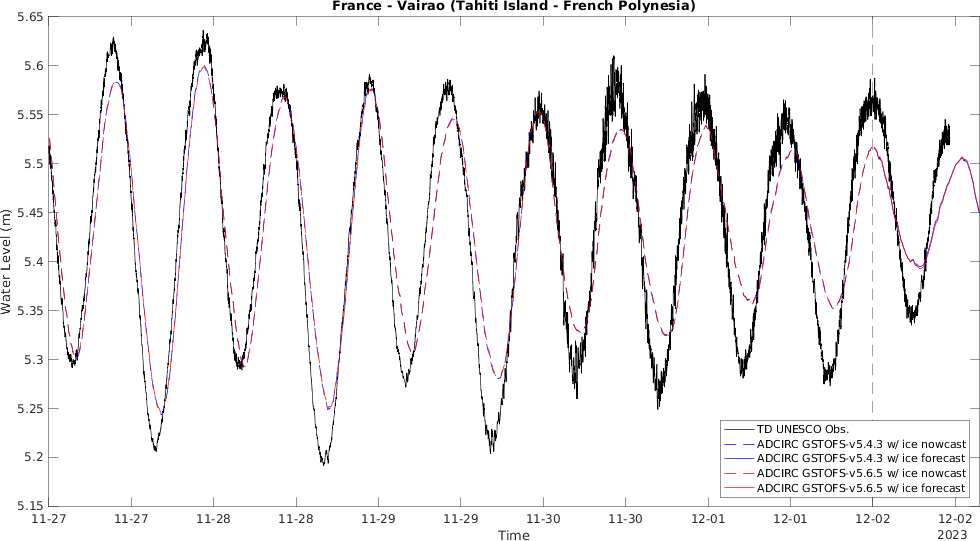 France - Vairao (Tahiti Island - French Polynesia)
5.65
5.6
5.55
5.5
5.45
5.4
5.35
5.3
5.25
5.2
5.15
Water Level (m)
TD UNESCO Obs.
ADCIRC GSTOFS-v5.4.3 w/ ice nowcast
ADCIRC GSTOFS-v5.4.3 w/ ice forecast
ADCIRC GSTOFS-v5.6.5 w/ ice nowcast
ADCIRC GSTOFS-v5.6.5 w/ ice forecast
11-27 11-27 11-28 11-28 11-29 11-29 11-30 11-30 12-01 12-01 12-02 12-02
Time 2023